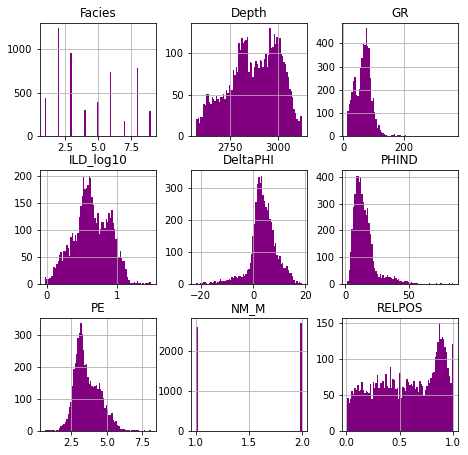 Facies
Depth
GR
1000
500
0
2.5 5.0 7.5
100
50
0
2750 3000
400
300
200
100
0
0 200
ILD_log10
DeltaPHI
PHIND
200
150
100
50
0
0 1
300
200
100
0
−20 0 20
400
300
200
100
0
0 50
PE
NM_M
RELPOS
300
200
100
0
2.5 5.0 7.5
2000
1000
0
1.0 1.5 2.0
150
100
50
0
0.0 0.5 1.0